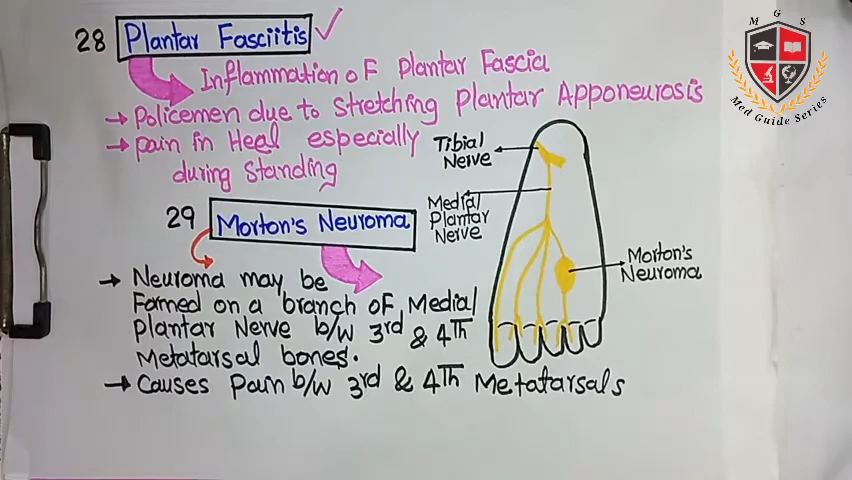 28 Plantar Fasciitis
Inflammation of Plantar Fascia
→ Policemen due to Stretching Plantar Apponeurosis
→ pain in Heal especially
during Standing
29 Morton's Neuroma
→ Neuroma may be
Formed on a branch of Medial
Plantar Nerve b/w 3rd & 4Th
Metatarsal bones.
→ Causes Pain b/w 3rd & 4Th Metatarsals
Tibial
Nerve
Medial
Plantar
Nerve
Morton's
Neuroma
M G S
Med Guide Series